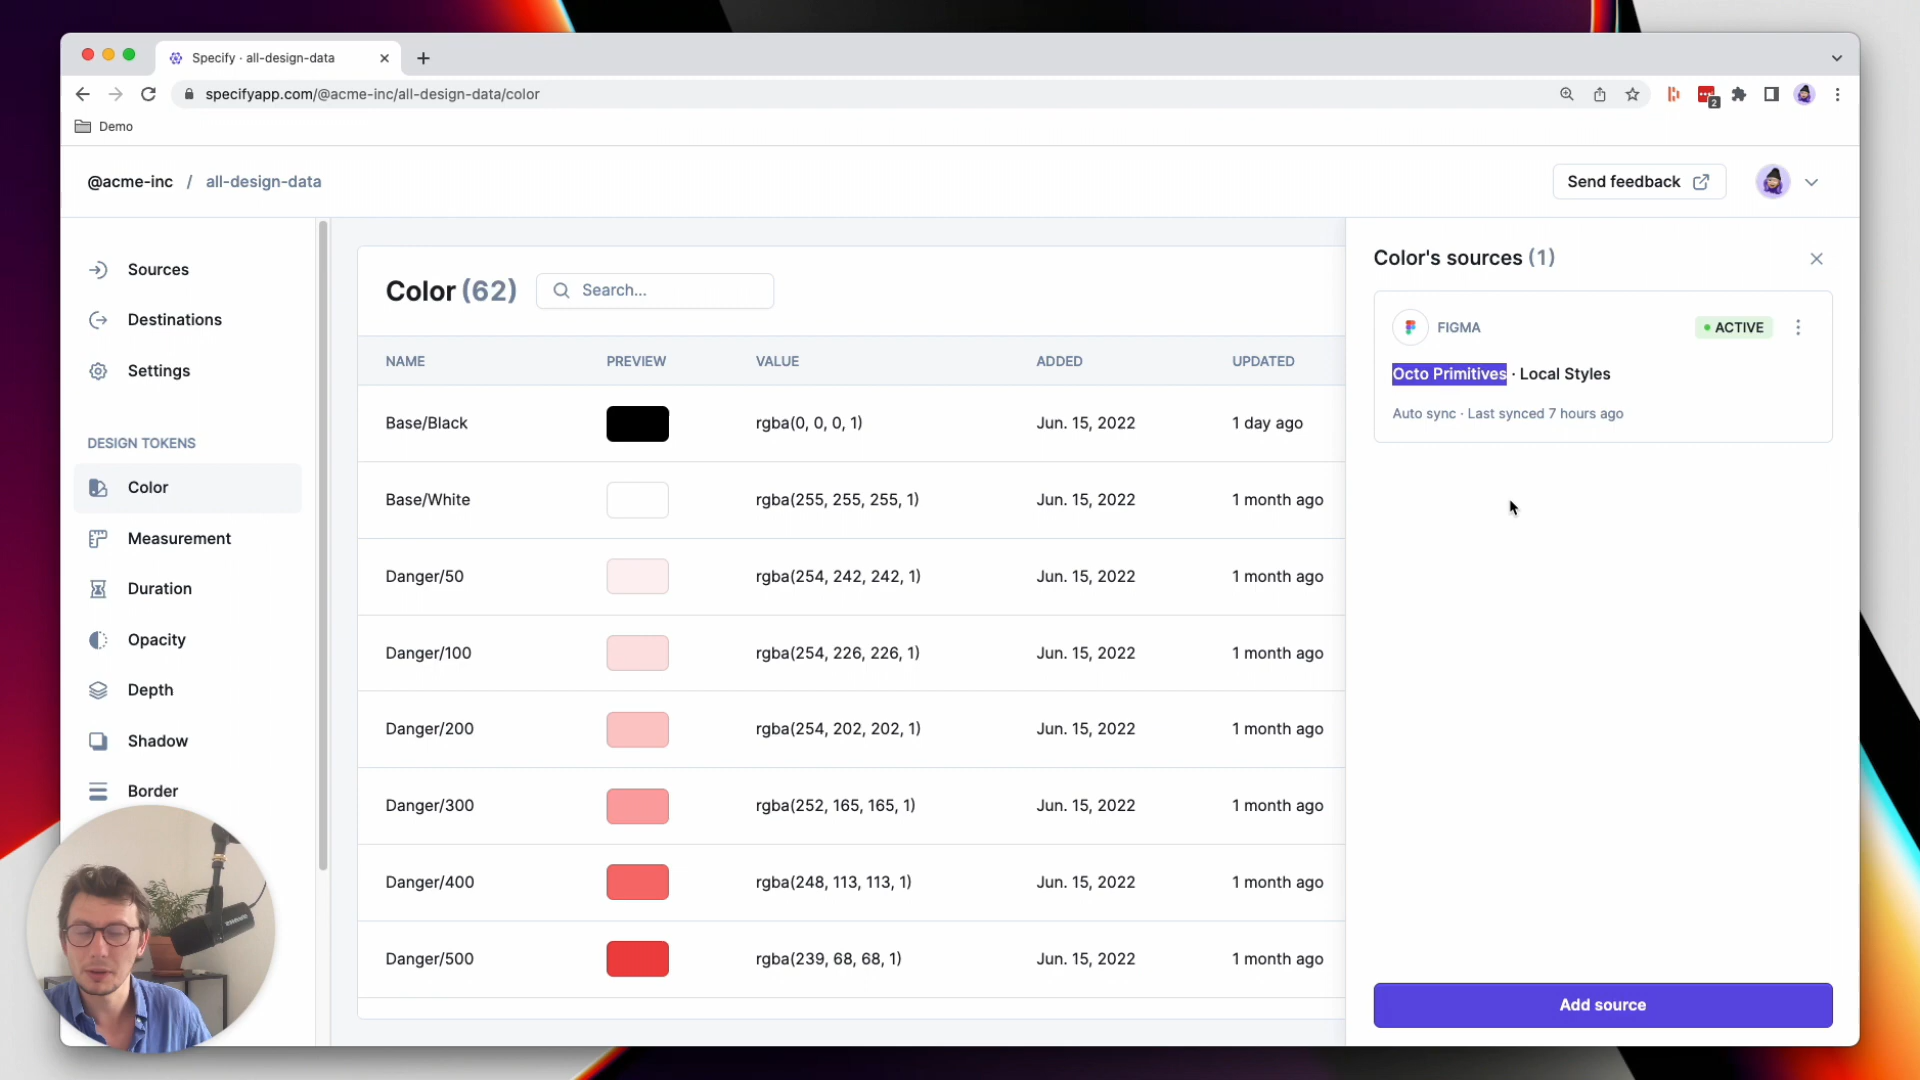 Specify · all-design-data
specifyapp.com/@acme-inc/all-design-data/color
2
Demo
@acme-inc / all-design-data
Send feedback
Sources
Destinations
Settings
DESIGN TOKENS
Color
Measurement
Duration
Opacity
Depth
Shadow
Border
Color (62)
Search...
NAME PREVIEW VALUE ADDED UPDATED
Base/Black rgba(0, 0, 0, 1) Jun. 15, 2022 1 day ago
Base/White rgba(255, 255, 255, 1) Jun. 15, 2022 1 month ago
Danger/50 rgba(254, 242, 242, 1) Jun. 15, 2022 1 month ago
Danger/100 rgba(254, 226, 226, 1) Jun. 15, 2022 1 month ago
Danger/200 rgba(254, 202, 202, 1) Jun. 15, 2022 1 month ago
Danger/300 rgba(252, 165, 165, 1) Jun. 15, 2022 1 month ago
Danger/400 rgba(248, 113, 113, 1) Jun. 15, 2022 1 month ago
Danger/500 rgba(239, 68, 68, 1) Jun. 15, 2022 1 month ago
Color's sources (1)
FIGMA
ACTIVE
Octo Primitives · Local Styles
Auto sync · Last synced 7 hours ago
Add source